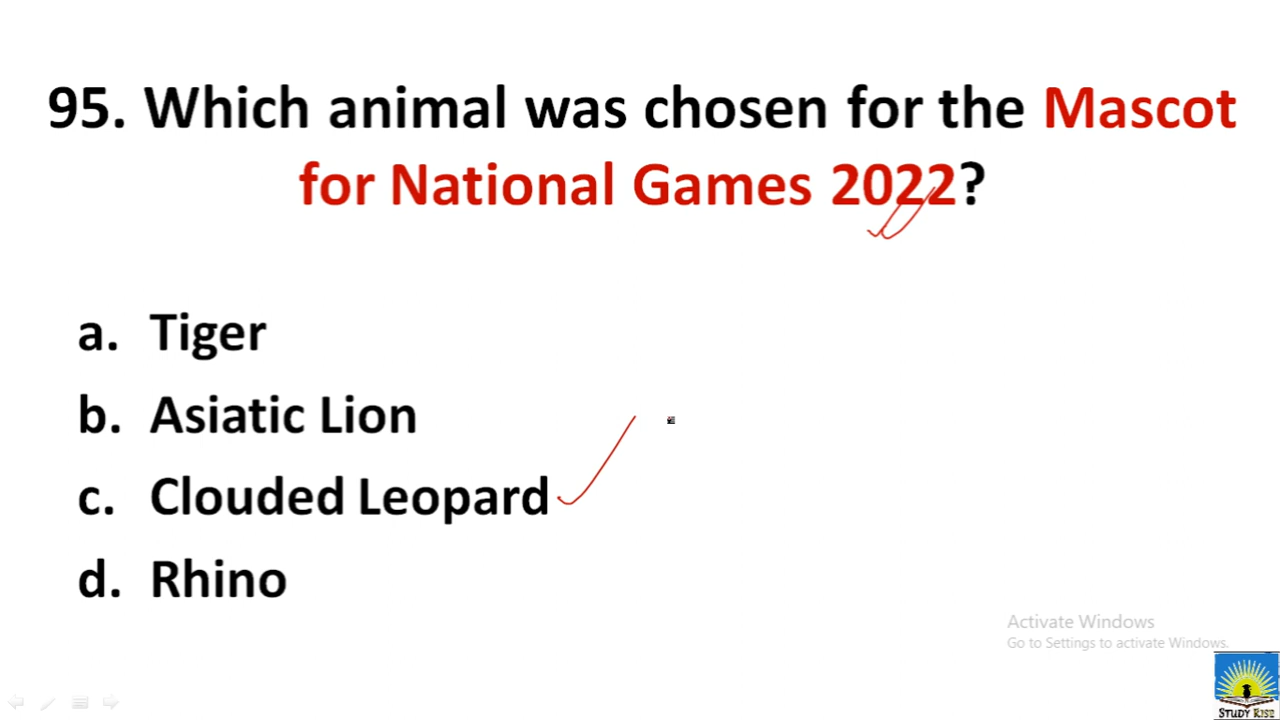 95. Which animal was chosen for the Mascot
for National Games 2022?
a. Tiger
b. Asiatic Lion
c. Clouded Leopard
d. Rhino
Activate Windows
Go to Settings to activate Windows.
STUDY RISE